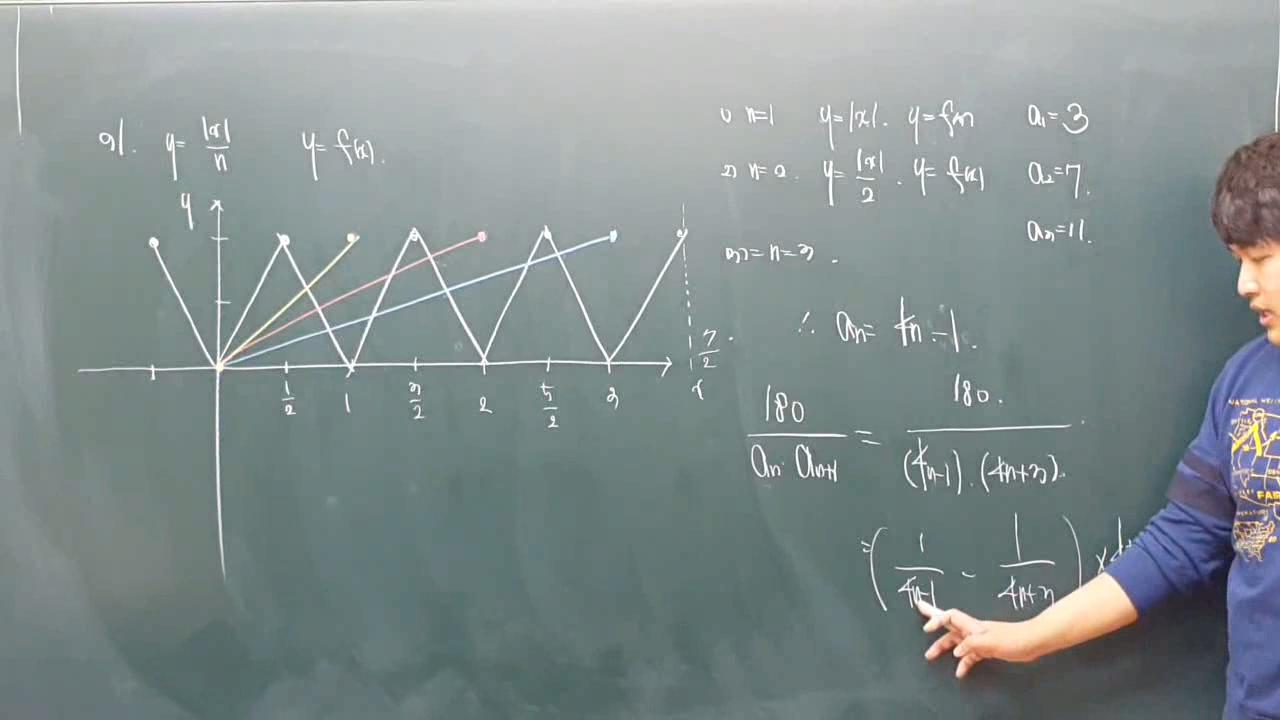 예). y = |x|/n   y = f(x).
y
1/2   1   3/2   2   5/2   3   7/2.   x
1) n=1   y=|x|.   y=f(x)   a₁=3
2) n=2.   y=|x|/2.   y=f(x)   a₂=7.
3) n=3.   a₃=11.
∴ aₙ= 4n-1.
180/(aₙ·aₙ₊₁) = 180./((4n-1).(4n+3)).
=(1/(4n-1) - 1/(4n+3)) ×